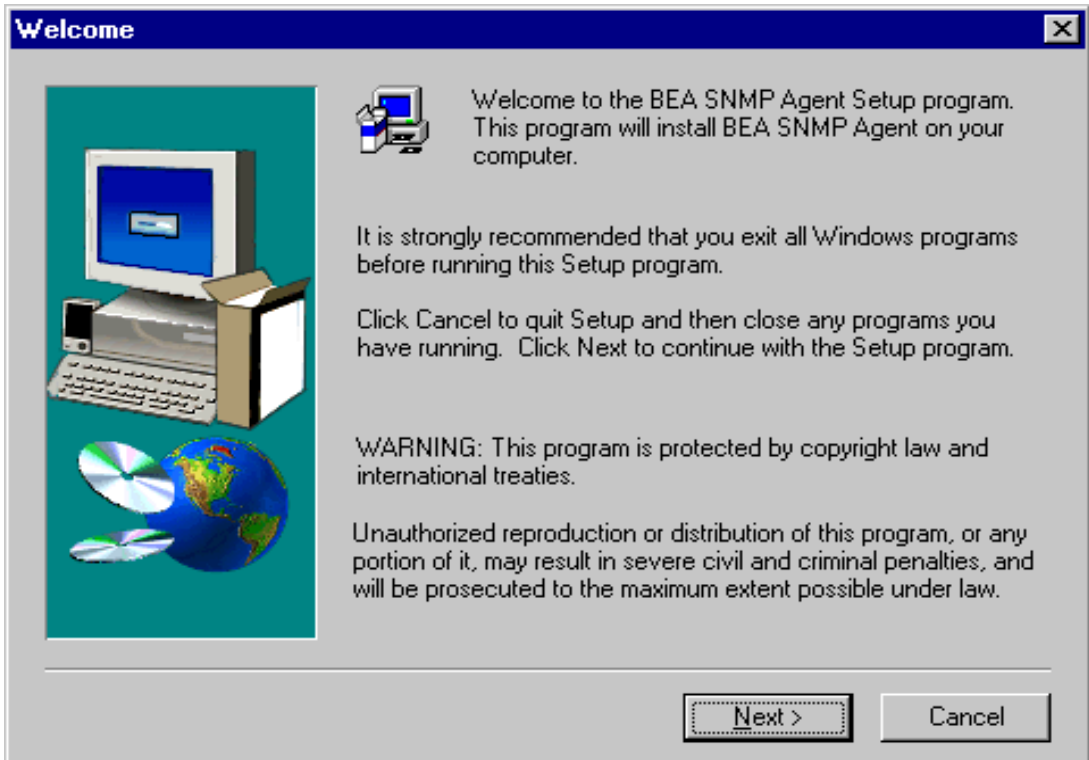 Welcome
Welcome to the BEA SNMP Agent Setup program.
This program will install BEA SNMP Agent on your
computer.
It is strongly recommended that you exit all Windows programs
before running this Setup program.
Click Cancel to quit Setup and then close any programs you
have running.  Click Next to continue with the Setup program.
WARNING: This program is protected by copyright law and
international treaties.
Unauthorized reproduction or distribution of this program, or any
portion of it, may result in severe civil and criminal penalties, and
will be prosecuted to the maximum extent possible under law.
Next >
Cancel